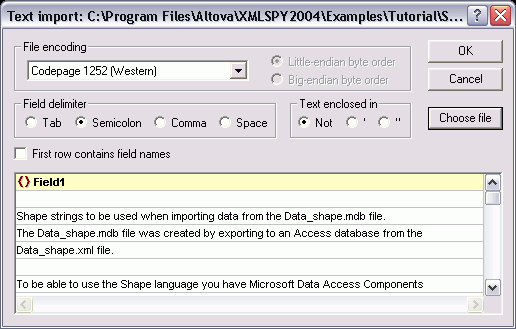 Text import: C:\Program Files\Altova\XMLSPY2004\Examples\Tutorial\S...
File encoding
Codepage 1252 (Western)
Little-endian byte order
Big-endian byte order
OK
Cancel
Field delimiter
Tab
Semicolon
Comma
Space
Text enclosed in
Not
'
"
Choose file
First row contains field names
Field1
Shape strings to be used when importing data from the Data_shape.mdb file.
The Data_shape.mdb file was created by exporting to an Access database from the
Data_shape.xml file.
To be able to use the Shape language you have Microsoft Data Access Components